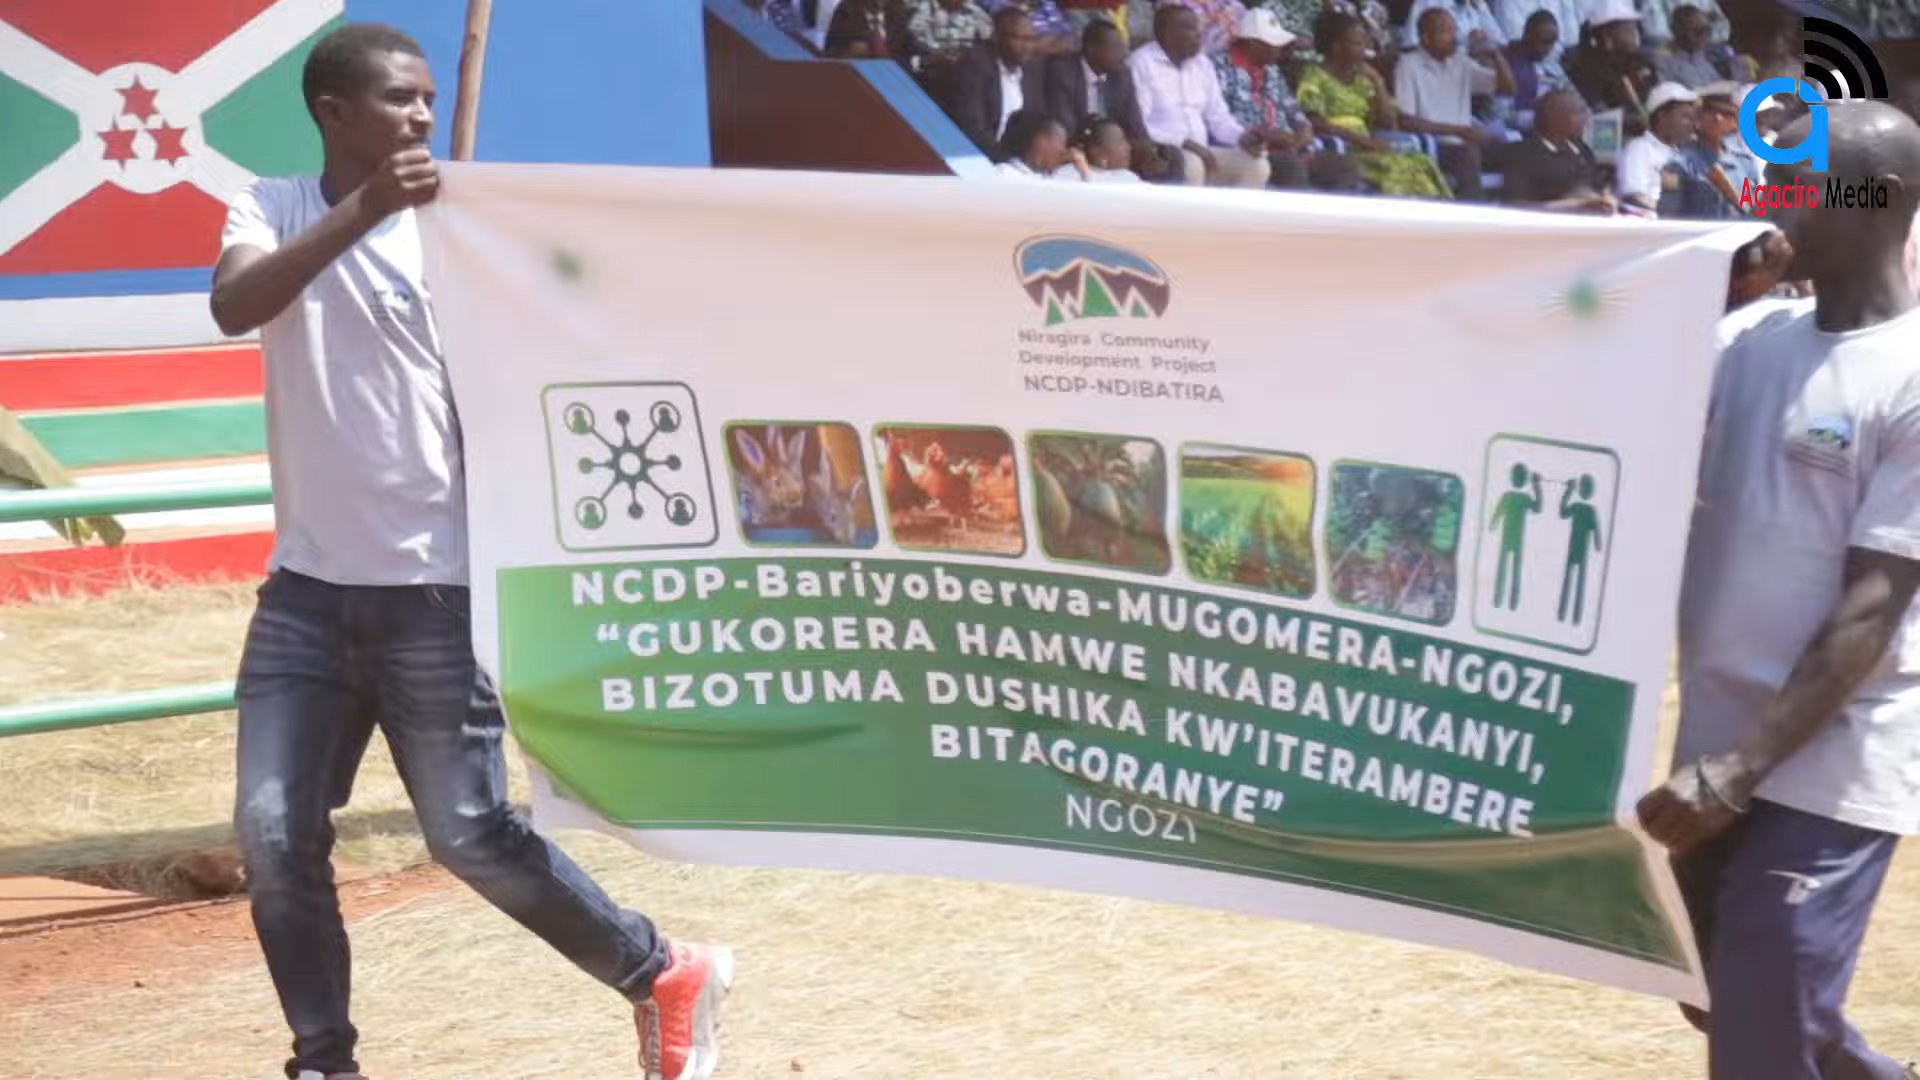 Agaciro Media
Niragira Community
Development Project
NCDP-NDIBATIRA
NCDP-Bariyoberwa-MUGOMERA-NGOZI,
“GUKORERA HAMWE NKABAVUKANYI,
BIZOTUMA DUSHIKA KW’ITERAMBERE
BITAGORANYE”
NGOZI